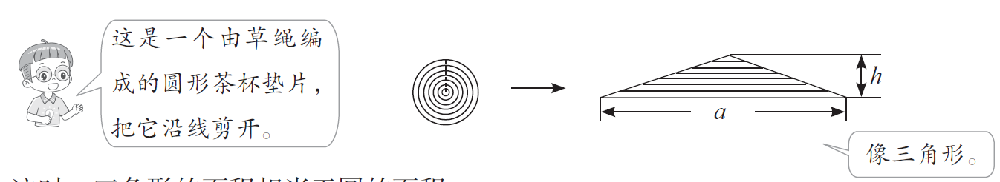 这是一个由草绳编
成的圆形茶杯垫片，
把它沿线剪开。
h
a
像三角形。